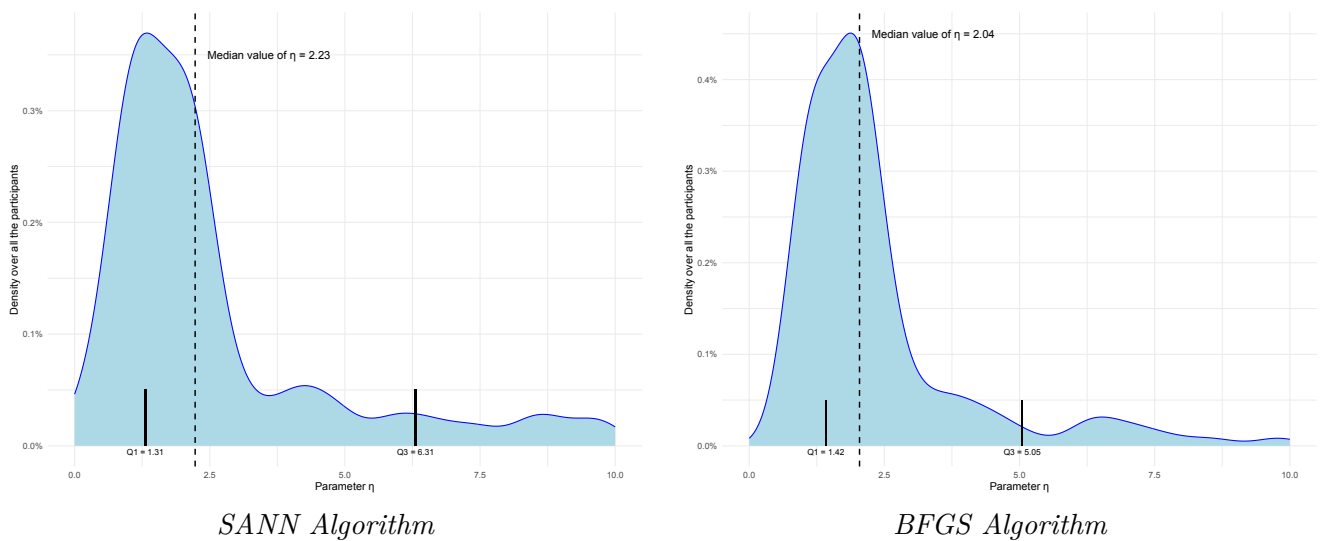 Median value of η = 2.23
Density over all the participants
0.3%
0.2%
0.1%
0.0%
Q1 = 1.31
Q3 = 6.31
0.0
2.5
5.0
7.5
10.0
Parameter η
SANN Algorithm
Median value of η = 2.04
Density over all the participants
0.4%
0.3%
0.2%
0.1%
0.0%
Q1 = 1.42
Q3 = 5.05
0.0
2.5
5.0
7.5
10.0
Parameter η
BFGS Algorithm